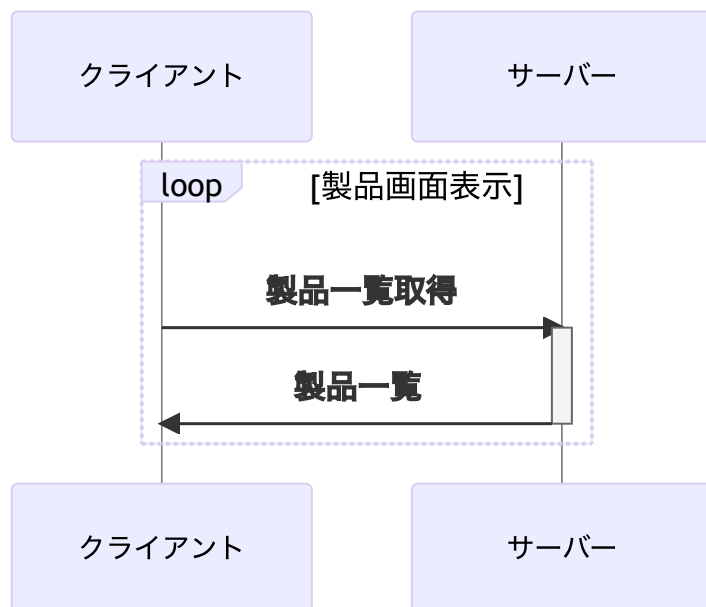 クライアント
サーバー
loop
[製品画面表示]
製品一覧取得
製品一覧
クライアント
サーバー